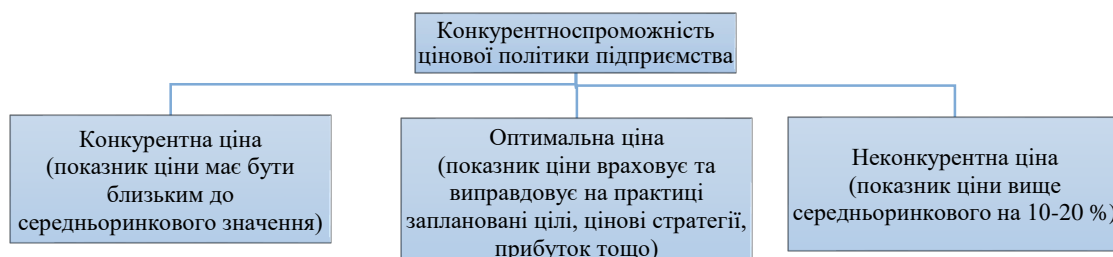 Конкурентноспроможність
цінової політики підприємства
Конкурентна ціна
(показник ціни має бути
близьким до
середньоринкового значення)
Оптимальна ціна
(показник ціни враховує та
виправдовує на практиці
заплановані цілі, цінові стратегії,
прибуток тощо)
Неконкурентна ціна
(показник ціни вище
середньоринкового на 10-20 %)